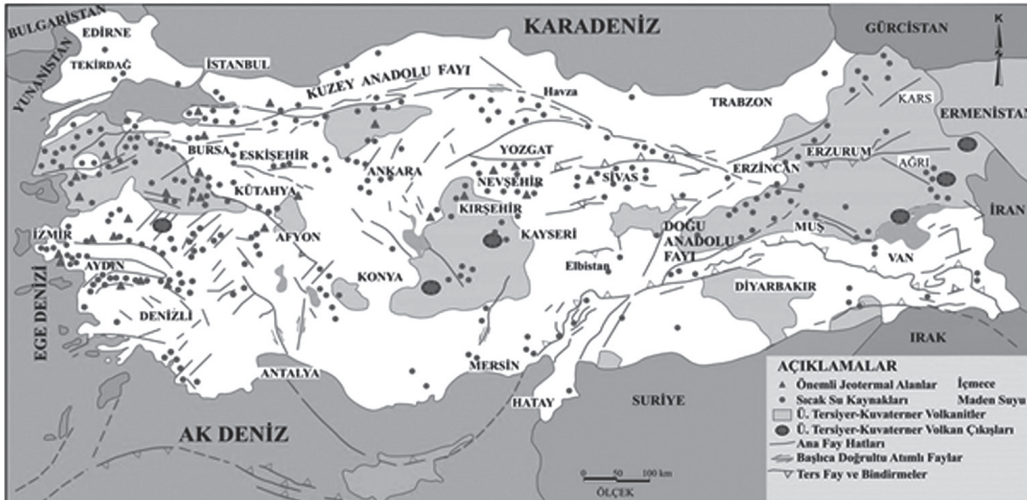 BULGARİSTAN
EDİRNE
TEKİRDAĞ
YUNANİSTAN
İSTANBUL
KARADENİZ
GÜRCİSTAN
K
KUZEY ANADOLU FAYI
Havza
TRABZON
KARS
ERMENİSTAN
BURSA
ESKİŞEHİR
ANKARA
YOZGAT
SİVAS
ERZİNCAN
ERZURUM
AĞRI
KÜTAHYA
NEVŞEHİR
KIRŞEHİR
KAYSERİ
İRAN
İZMİR
AFYON
DOĞU
ANADOLU
FAYI
MUŞ
VAN
AYDIN
KONYA
Elbistan
DİYARBAKIR
EGE DENİZİ
DENİZLİ
ANTALYA
MERSİN
HATAY
SURİYE
IRAK
AK DENİZ
AÇIKLAMALAR
Önemli Jeotermal Alanlar İçmece
Sıcak Su Kaynakları Maden Suyu
Ü. Tersiyer-Kuvaterner Volkanitler
Ü. Tersiyer-Kuvaterner Volkan Çıkışları
Ana Fay Hatları
Başlıca Doğrultu Atımlı Faylar
Ters Fay ve Bindirmeler
0 50 100 km
ÖLÇEK